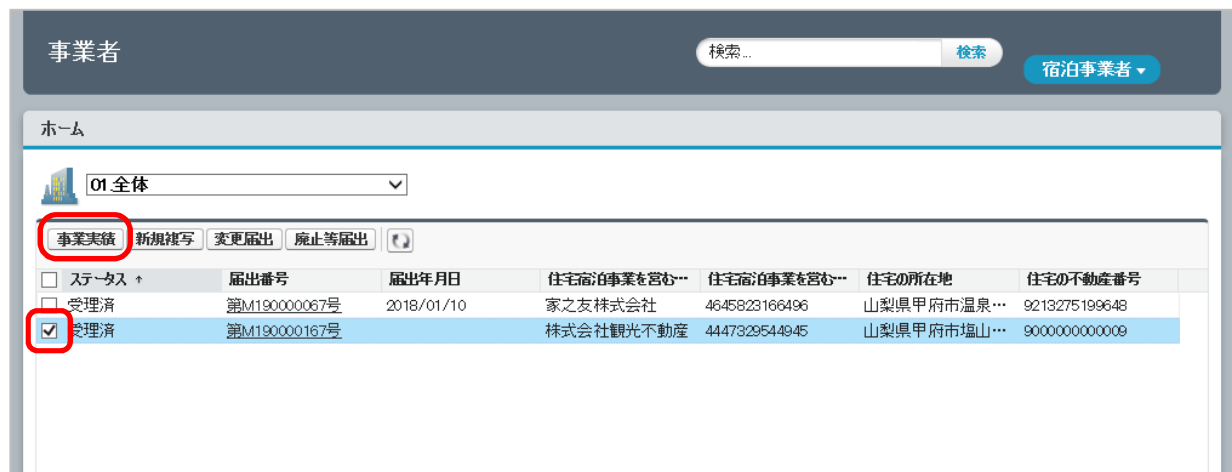 事業者
検索...
検索
宿泊事業者▼
ホーム
01.全体
事業実績 新規複写 変更届出 廃止等届出
ステータス ↑ 届出番号 届出年月日 住宅宿泊事業を営む… 住宅宿泊事業を営む… 住宅の所在地 住宅の不動産番号
受理済 第M190000067号 2018/01/10 家之友株式会社 4645823166496 山梨県甲府市温泉… 9213275199648
受理済 第M190000167号 株式会社観光不動産 4447329544945 山梨県甲府市塩山… 9000000000009